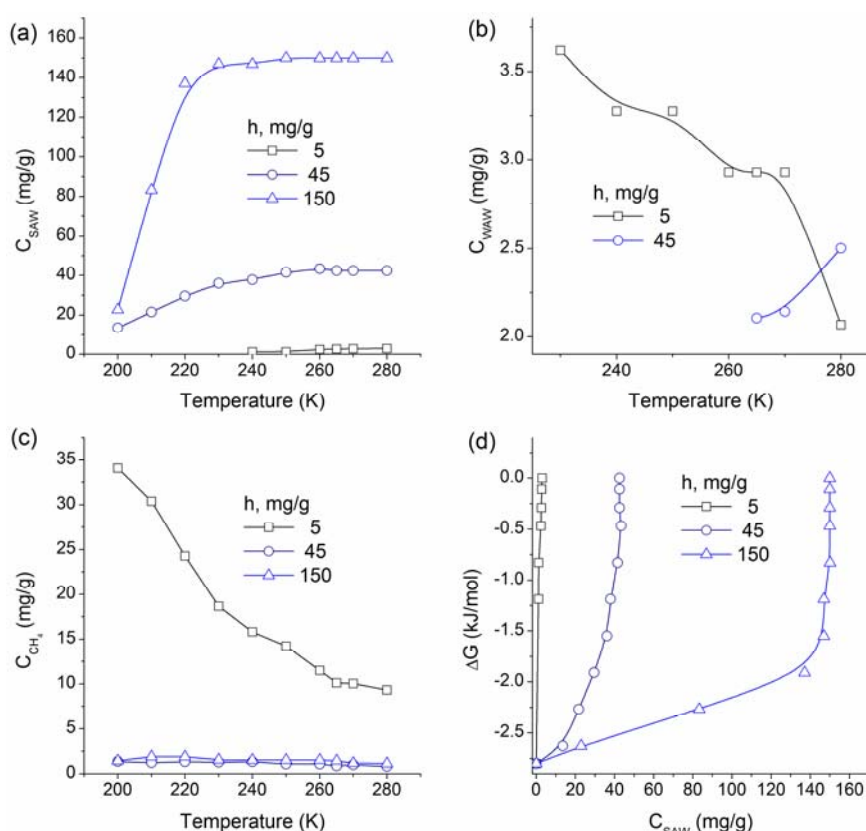 (a)
160
140
120
100
80
60
40
20
0
C_SAW (mg/g)
h, mg/g
5
45
150
200 220 240 260 280
Temperature (K)
(b)
3.5
3.0
2.5
2.0
C_WAW (mg/g)
h, mg/g
5
45
240 260 280
Temperature (K)
(c)
35
30
25
20
15
10
5
0
C_CH₄ (mg/g)
h, mg/g
5
45
150
200 220 240 260 280
Temperature (K)
(d)
0.0
-0.5
-1.0
-1.5
-2.0
-2.5
ΔG (kJ/mol)
h, mg/g
5
45
150
0 20 40 60 80 100 120 140 160
C_SAW (mg/g)